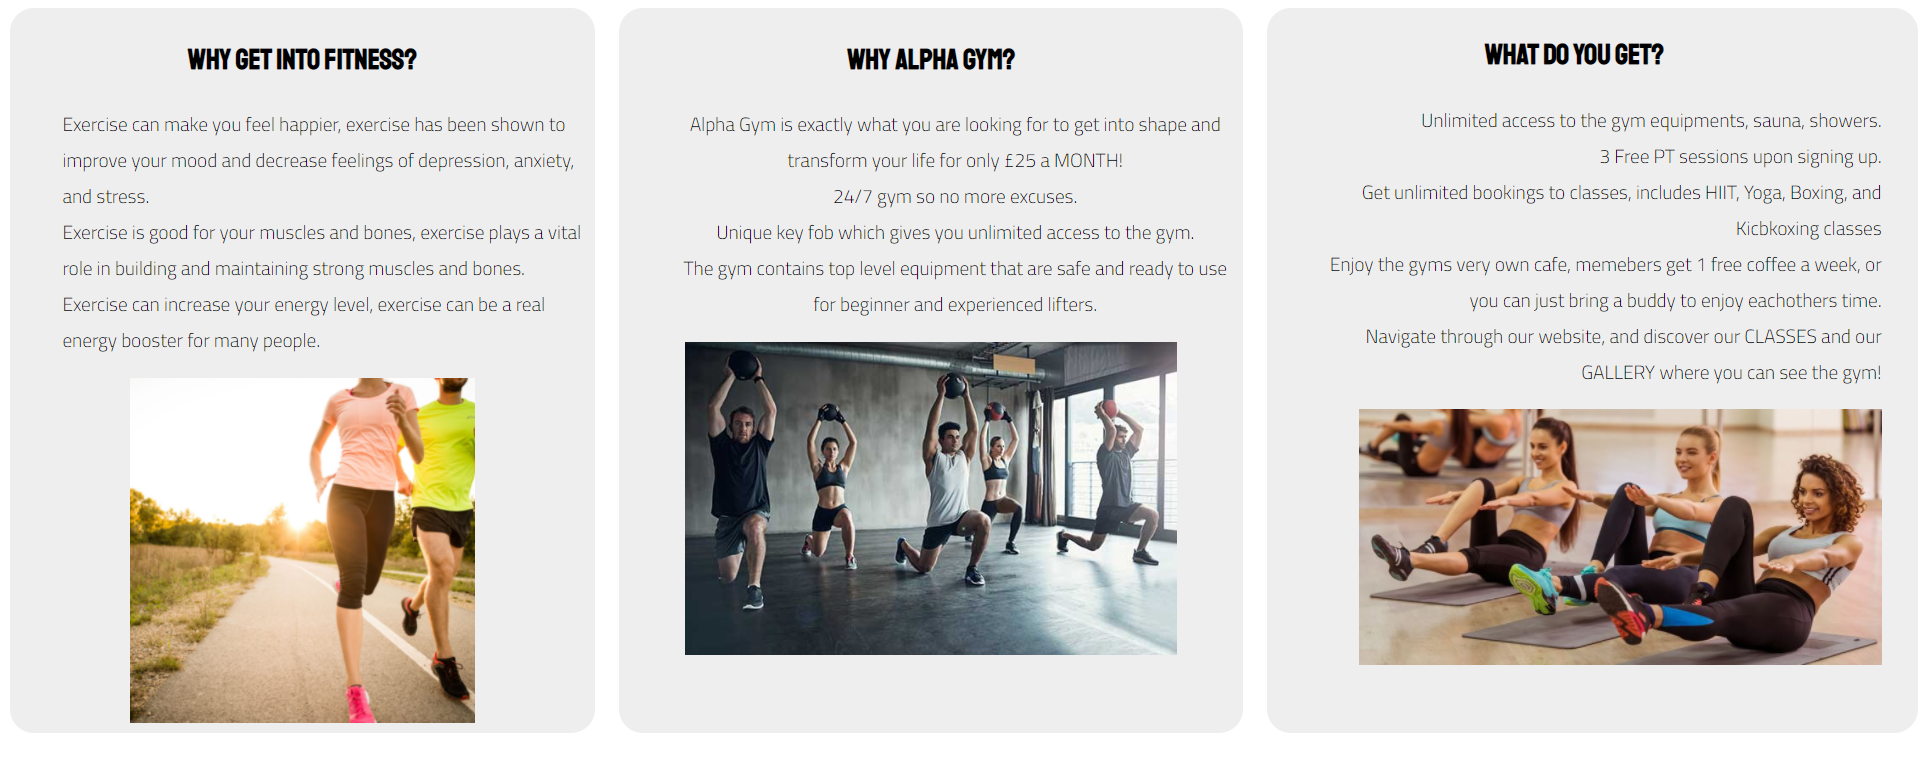 WHY GET INTO FITNESS?
Exercise can make you feel happier, exercise has been shown to
improve your mood and decrease feelings of depression, anxiety,
and stress.
Exercise is good for your muscles and bones, exercise plays a vital
role in building and maintaining strong muscles and bones.
Exercise can increase your energy level, exercise can be a real
energy booster for many people.
WHY ALPHA GYM?
Alpha Gym is exactly what you are looking for to get into shape and
transform your life for only £25 a MONTH!
24/7 gym so no more excuses.
Unique key fob which gives you unlimited access to the gym.
The gym contains top level equipment that are safe and ready to use
for beginner and experienced lifters.
WHAT DO YOU GET?
Unlimited access to the gym equipments, sauna, showers.
3 Free PT sessions upon signing up.
Get unlimited bookings to classes, includes HIIT, Yoga, Boxing, and
Kicbkoxing classes
Enjoy the gyms very own cafe, memebers get 1 free coffee a week, or
you can just bring a buddy to enjoy eachothers time.
Navigate through our website, and discover our CLASSES and our
GALLERY where you can see the gym!